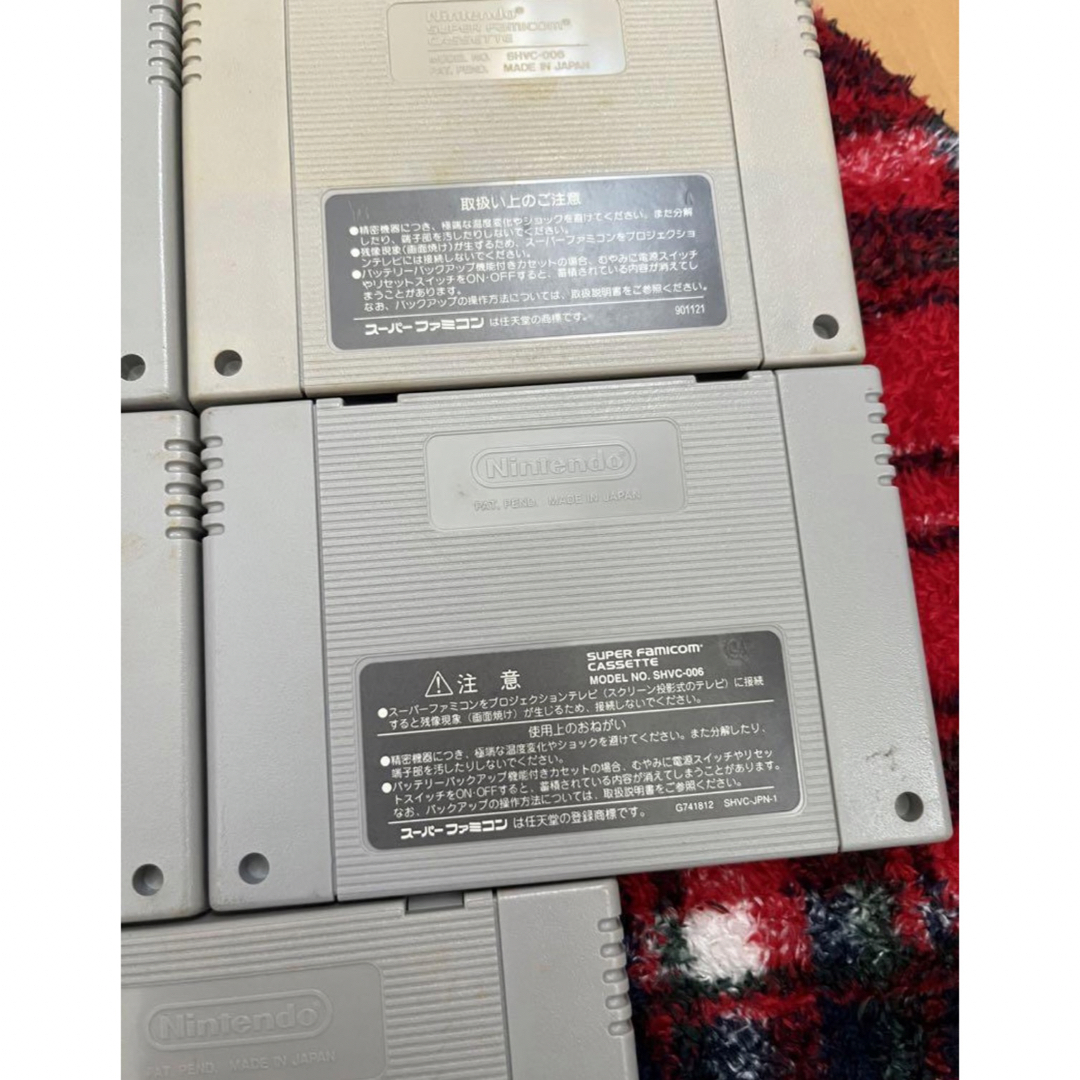 Nintendo®
SUPER FAMICOM®
CASSETTE
MODEL NO. SHVC-006
PAT. PEND. MADE IN JAPAN
取扱い上のご注意
●精密機器につき、極端な温度変化やショックを避けてください。また分解
したり、端子部を汚したりしないでください。
●残像現象(画面焼け)が生ずるため、スーパーファミコンをプロジェクショ
ンテレビには接続しないでください。
●バッテリーバックアップ機能付きカセットの場合、むやみに電源スイッチ
やリセットスイッチをON・OFFすると、蓄積されている内容が消えてし
まうことがあります。
なお、バックアップの操作方法については、取扱説明書をご参照ください。
スーパーファミコン は任天堂の商標です。
901121
Nintendo
PAT. PEND. MADE IN JAPAN
SUPER FAMICOM®
CASSETTE
MODEL NO. SHVC-006
注 意
●スーパーファミコンをプロジェクションテレビ(スクリーン投影式のテレビ)に接続
すると残像現象(画面焼け)が生じるため、接続しないでください。
使用上のおねがい
●精密機器につき、極端な温度変化やショックを避けてください。また分解したり、
端子部を汚したりしないでください。
●バッテリーバックアップ機能付きカセットの場合、むやみに電源スイッチやリセッ
トスイッチをON・OFFすると、蓄積されている内容が消えてしまうことがあります。
なお、バックアップの操作方法については、取扱説明書をご参照ください。
スーパーファミコン は任天堂の登録商標です。
G741812 SHVC-JPN-1
Nintendo
PAT. PEND. MADE IN JAPAN